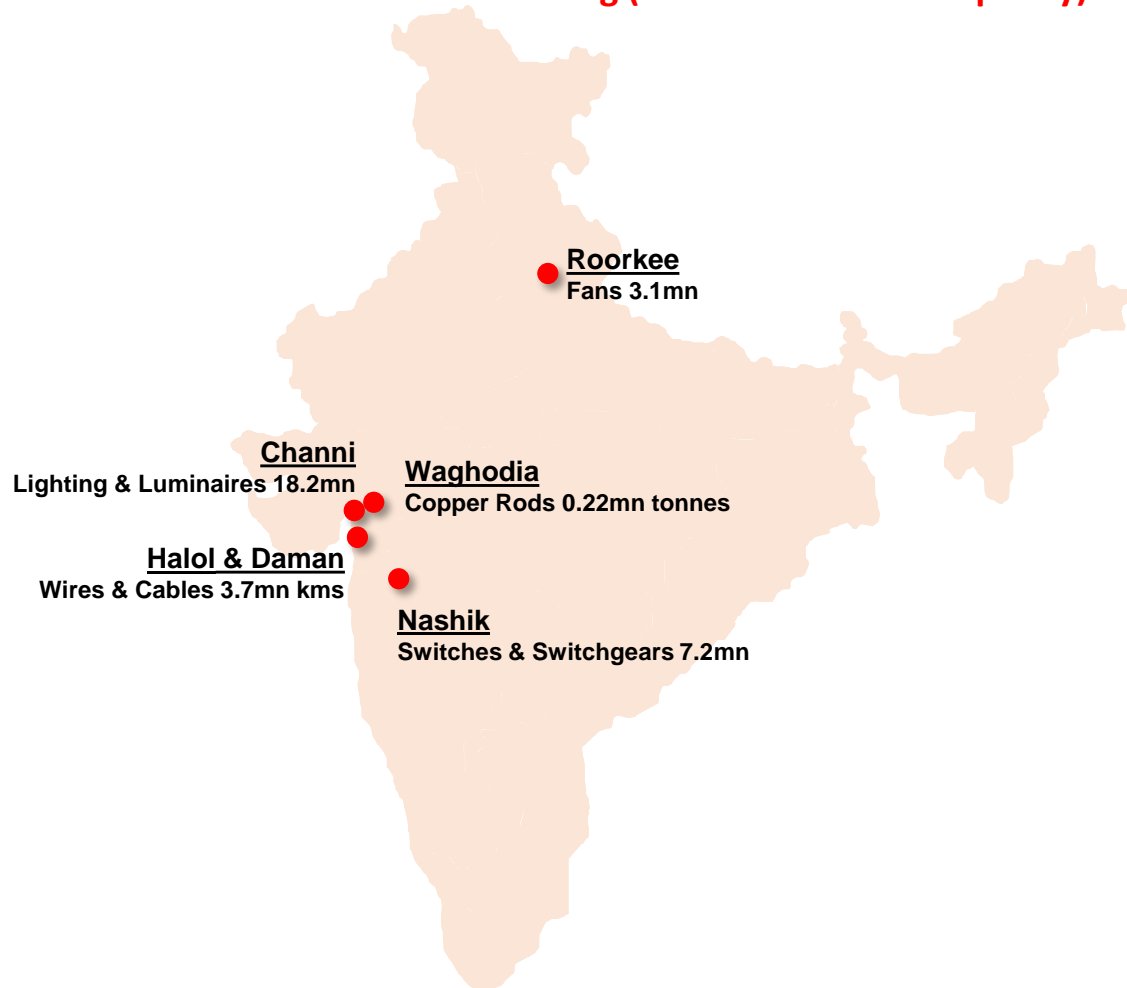 Roorkee
Fans 3.1mn
Channi
Lighting & Luminaires 18.2mn
Waghodia
Copper Rods 0.22mn tonnes
Halol & Daman
Wires & Cables 3.7mn kms
Nashik
Switches & Switchgears 7.2mn